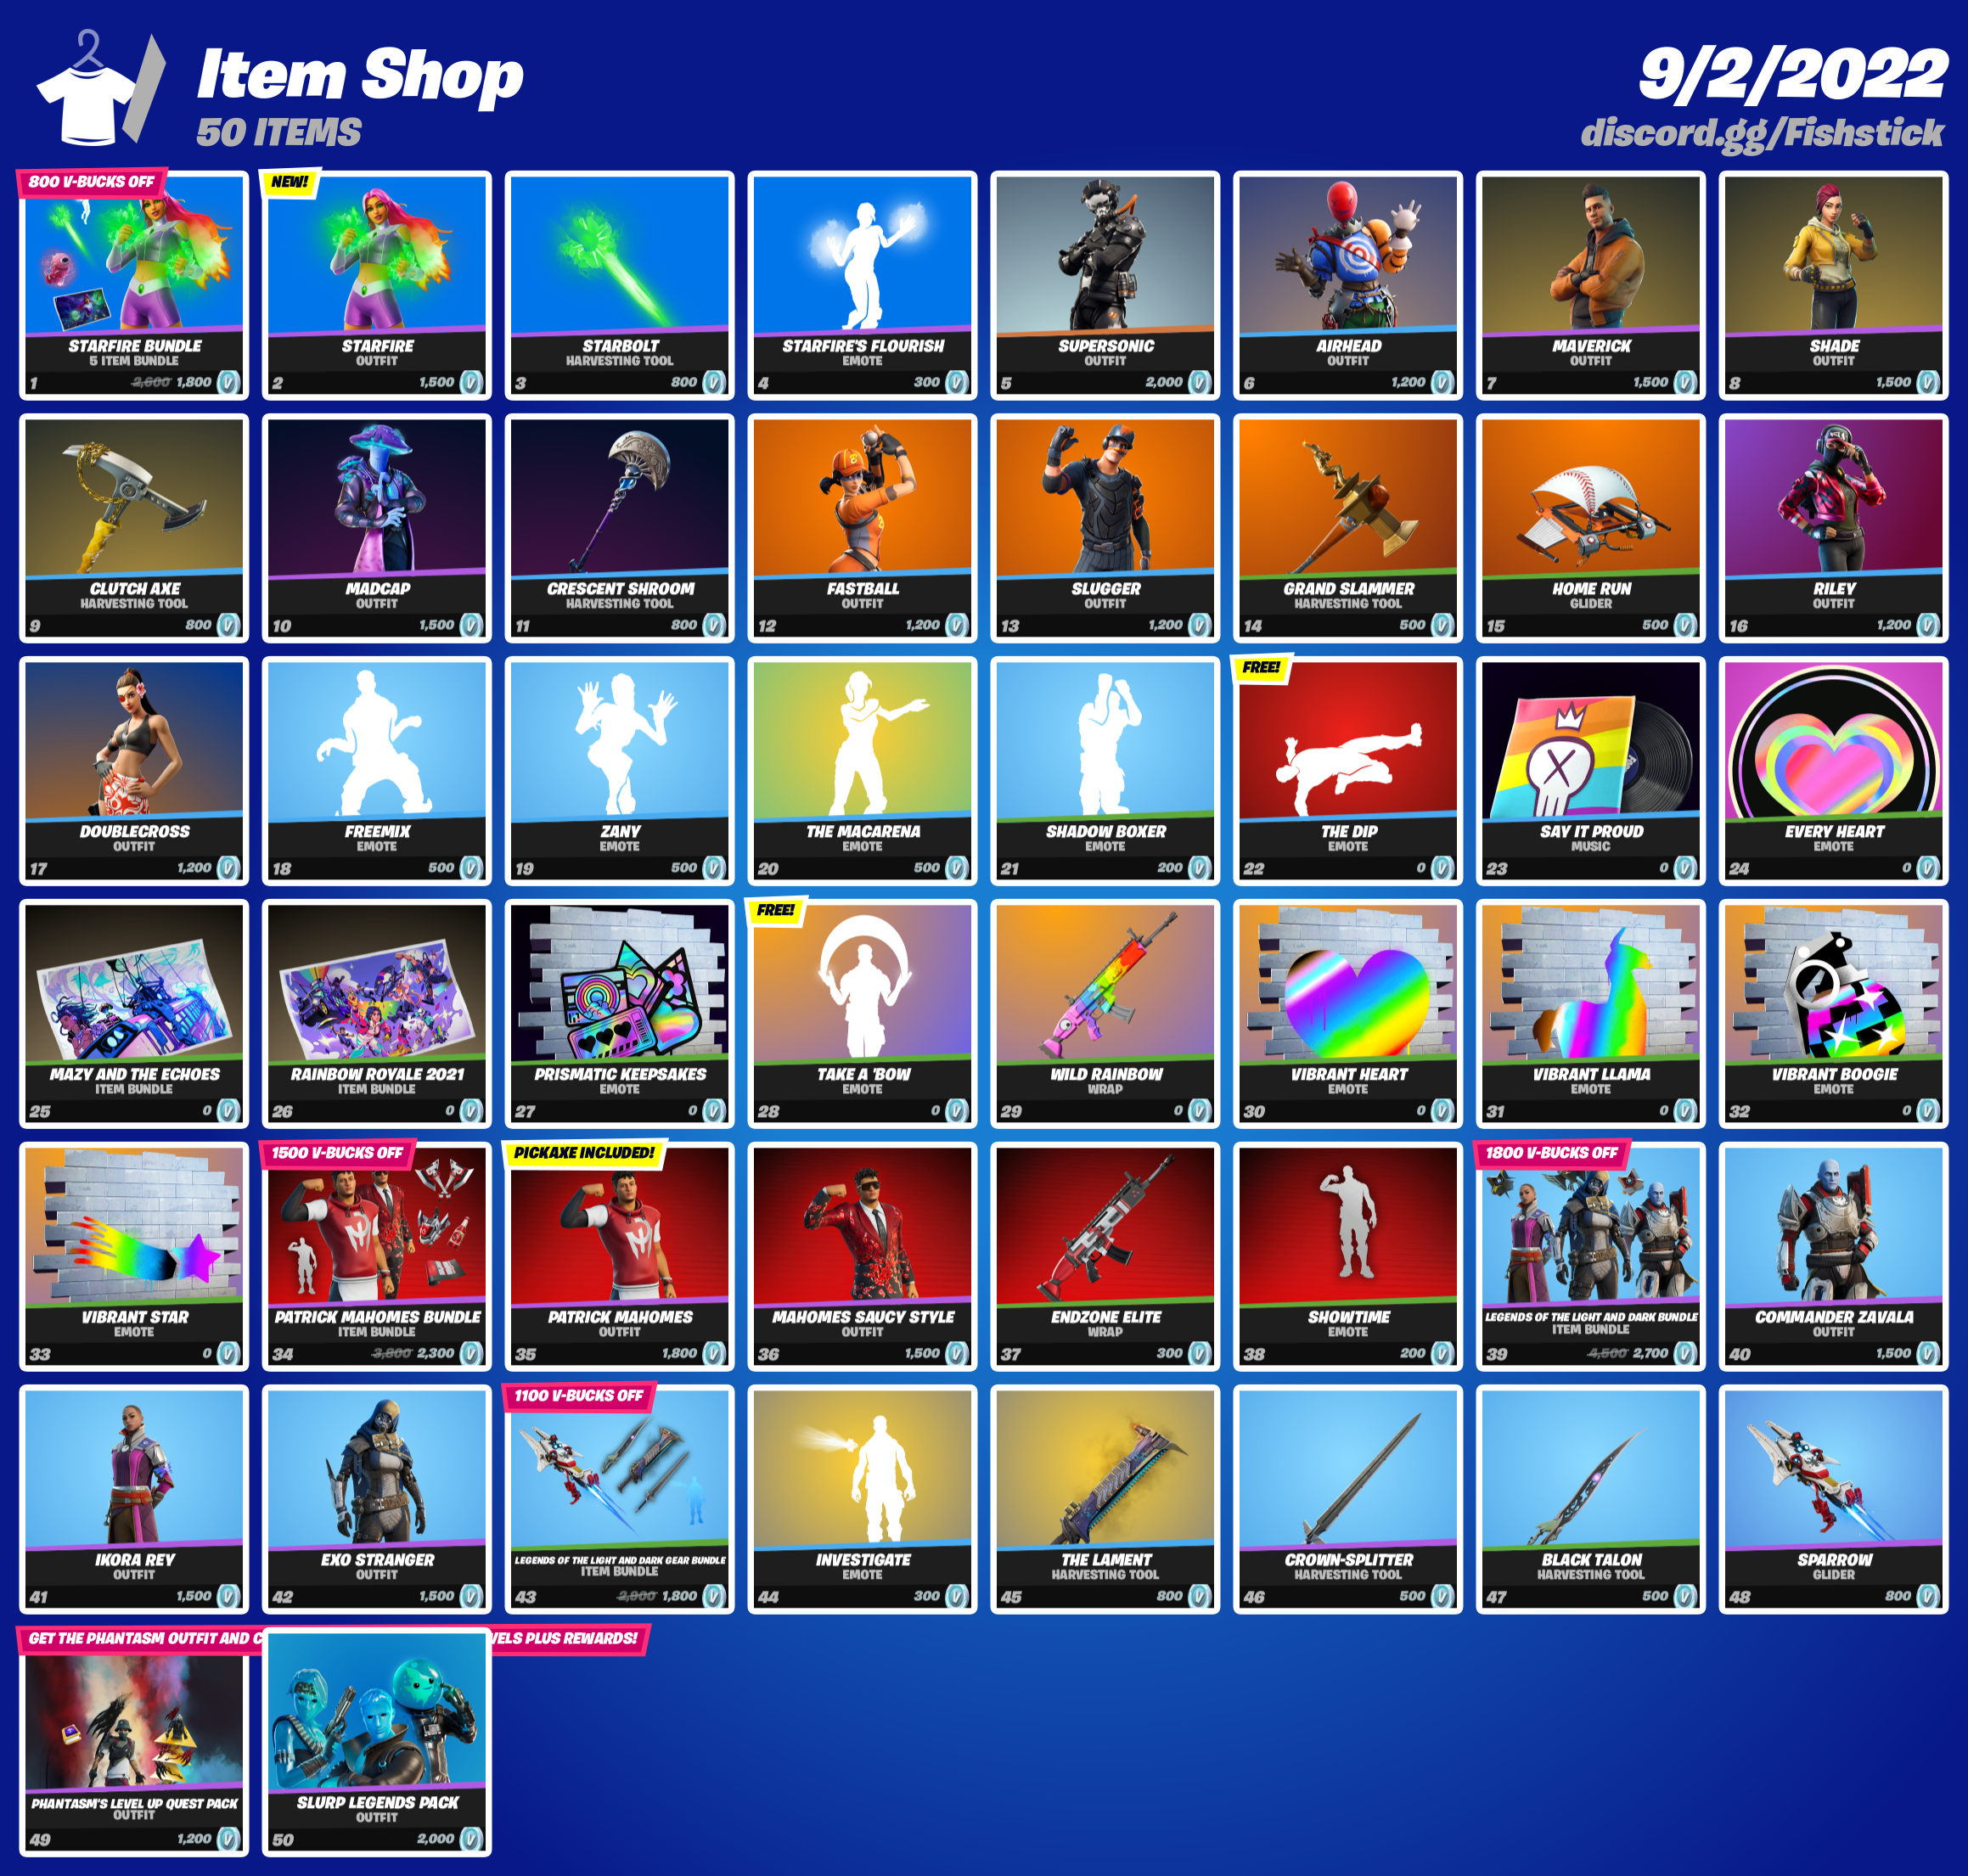 Item Shop
50 ITEMS
9/2/2022
discord.gg/Fishstick
800 V-BUCKS OFF
STARFIRE BUNDLE
5 ITEM BUNDLE
1 2,600 1,800
NEW!
STARFIRE
OUTFIT
2 1,500
STARBOLT
HARVESTING TOOL
3 800
STARFIRE'S FLOURISH
EMOTE
4 300
SUPERSONIC
OUTFIT
5 2,000
AIRHEAD
OUTFIT
6 1,200
MAVERICK
OUTFIT
7 1,500
SHADE
OUTFIT
8 1,500
CLUTCH AXE
HARVESTING TOOL
9 800
MADCAP
OUTFIT
10 1,500
CRESCENT SHROOM
HARVESTING TOOL
11 800
FASTBALL
OUTFIT
12 1,200
SLUGGER
OUTFIT
13 1,200
GRAND SLAMMER
HARVESTING TOOL
14 500
HOME RUN
GLIDER
15 500
RILEY
OUTFIT
16 1,200
DOUBLECROSS
OUTFIT
17 1,200
FREEMIX
EMOTE
18 500
ZANY
EMOTE
19 500
THE MACARENA
EMOTE
20 500
SHADOW BOXER
EMOTE
21 200
FREE!
THE DIP
EMOTE
22 0
SAY IT PROUD
MUSIC
23 0
EVERY HEART
EMOTE
24 0
MAZY AND THE ECHOES
ITEM BUNDLE
25 0
RAINBOW ROYALE 2021
ITEM BUNDLE
26 0
PRISMATIC KEEPSAKES
EMOTE
27 0
FREE!
TAKE A 'BOW
EMOTE
28 0
WILD RAINBOW
WRAP
29 0
VIBRANT HEART
EMOTE
30 0
VIBRANT LLAMA
EMOTE
31 0
VIBRANT BOOGIE
EMOTE
32 0
VIBRANT STAR
EMOTE
33 0
1500 V-BUCKS OFF
PATRICK MAHOMES BUNDLE
ITEM BUNDLE
34 3,800 2,300
PICKAXE INCLUDED!
PATRICK MAHOMES
OUTFIT
35 1,800
MAHOMES SAUCY STYLE
OUTFIT
36 1,500
ENDZONE ELITE
WRAP
37 300
SHOWTIME
EMOTE
38 200
1800 V-BUCKS OFF
LEGENDS OF THE LIGHT AND DARK BUNDLE
ITEM BUNDLE
39 4,500 2,700
COMMANDER ZAVALA
OUTFIT
40 1,500
IKORA REY
OUTFIT
41 1,500
EXO STRANGER
OUTFIT
42 1,500
1100 V-BUCKS OFF
LEGENDS OF THE LIGHT AND DARK GEAR BUNDLE
ITEM BUNDLE
43 2,900 1,800
INVESTIGATE
EMOTE
44 300
THE LAMENT
HARVESTING TOOL
45 800
CROWN-SPLITTER
HARVESTING TOOL
46 500
BLACK TALON
HARVESTING TOOL
47 500
SPARROW
GLIDER
48 800
GET THE PHANTASM OUTFIT AND C VELS PLUS REWARDS!
PHANTASM'S LEVEL UP QUEST PACK
OUTFIT
49 1,200
SLURP LEGENDS PACK
OUTFIT
50 2,000